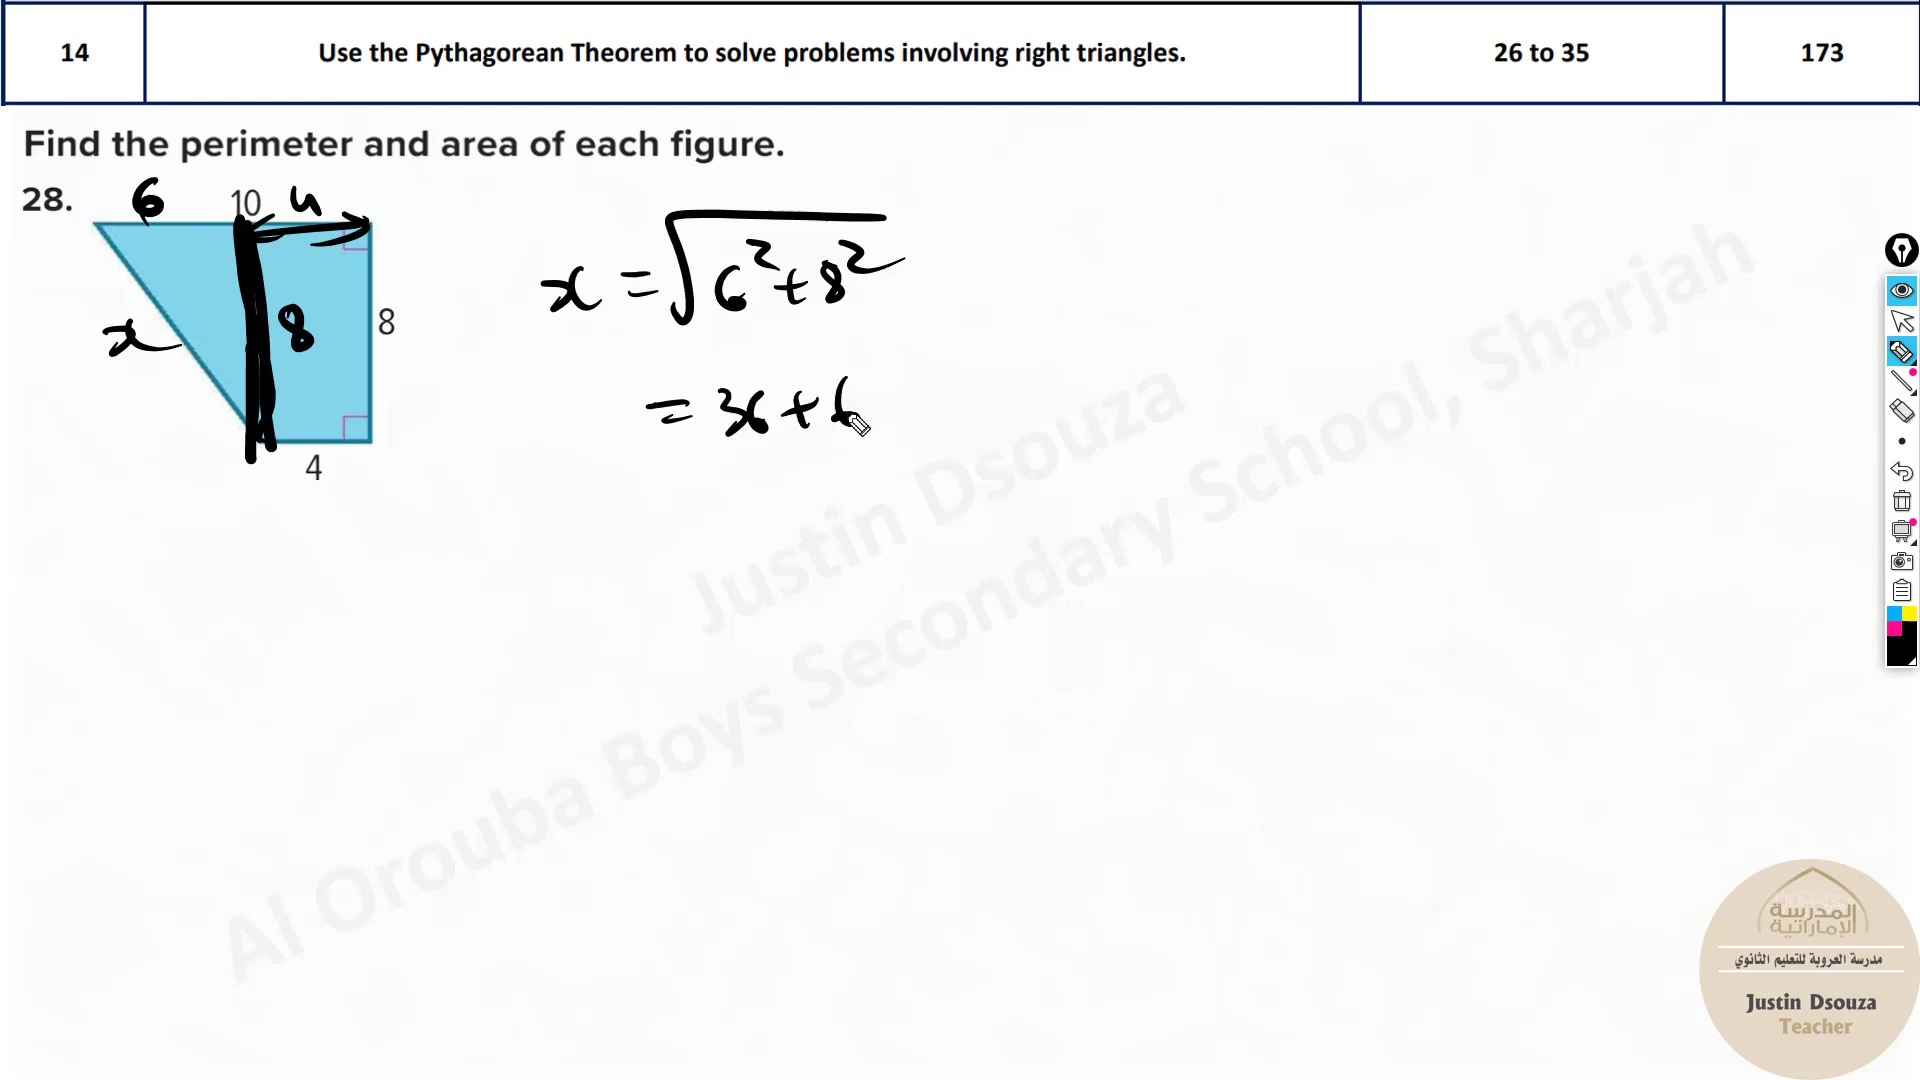 14 Use the Pythagorean Theorem to solve problems involving right triangles. 26 to 35 173
Find the perimeter and area of each figure.
28.
6 10 4
x 8 8
4
x = √6² + 8²
= 36 + 6
Justin Dsouza
Al Orouba Boys Secondary School, Sharjah
المدرسة
الإماراتية
مدرسة العروبة للتعليم الثانوي
Justin Dsouza
Teacher